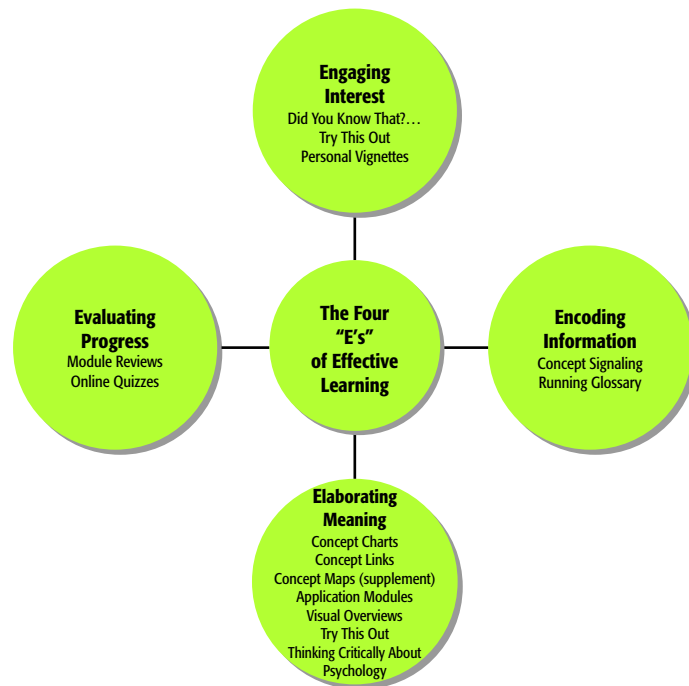 Engaging
Interest
Did You Know That?…
Try This Out
Personal Vignettes
Evaluating
Progress
Module Reviews
Online Quizzes
The Four
“E’s”
of Effective
Learning
Encoding
Information
Concept Signaling
Running Glossary
Elaborating
Meaning
Concept Charts
Concept Links
Concept Maps (supplement)
Application Modules
Visual Overviews
Try This Out
Thinking Critically About
Psychology